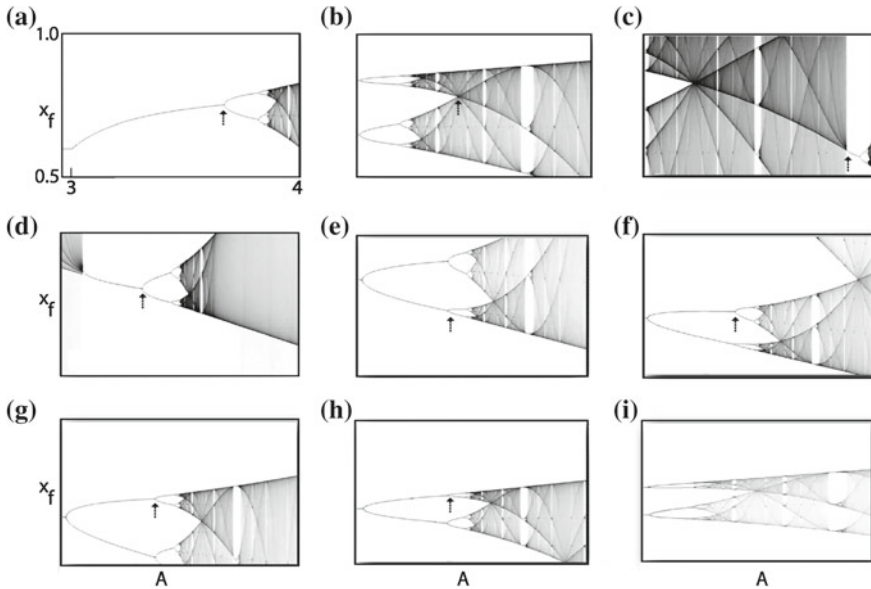 (a) (b) (c)
1.0
x_f
0.5
3 4
(d) (e) (f)
x_f
(g) (h) (i)
x_f
A A A